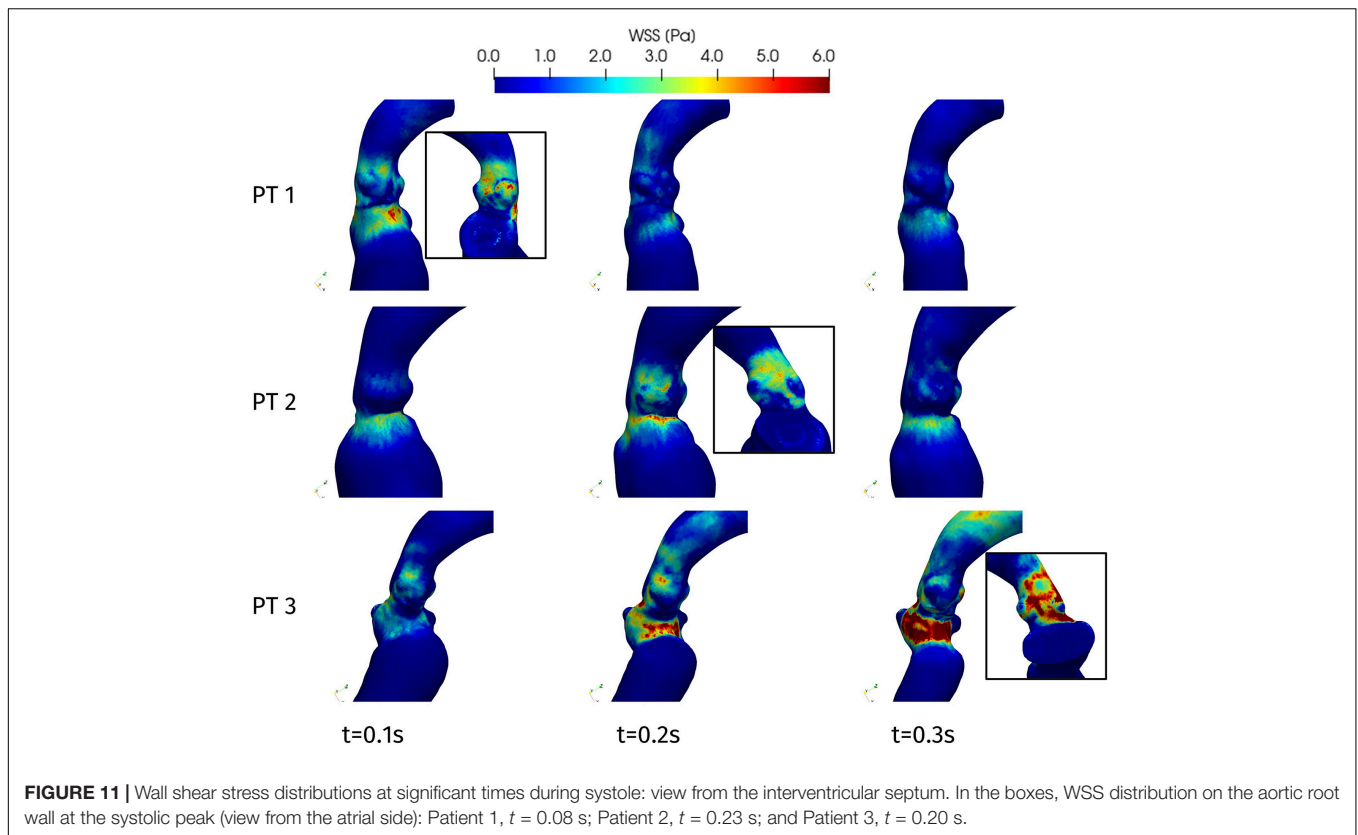 WSS (Pa)
0.0 1.0 2.0 3.0 4.0 5.0 6.0
PT 1
PT 2
PT 3
t=0.1s t=0.2s t=0.3s
FIGURE 11 | Wall shear stress distributions at significant times during systole: view from the interventricular septum. In the boxes, WSS distribution on the aortic root
wall at the systolic peak (view from the atrial side): Patient 1, t = 0.08 s; Patient 2, t = 0.23 s; and Patient 3, t = 0.20 s.